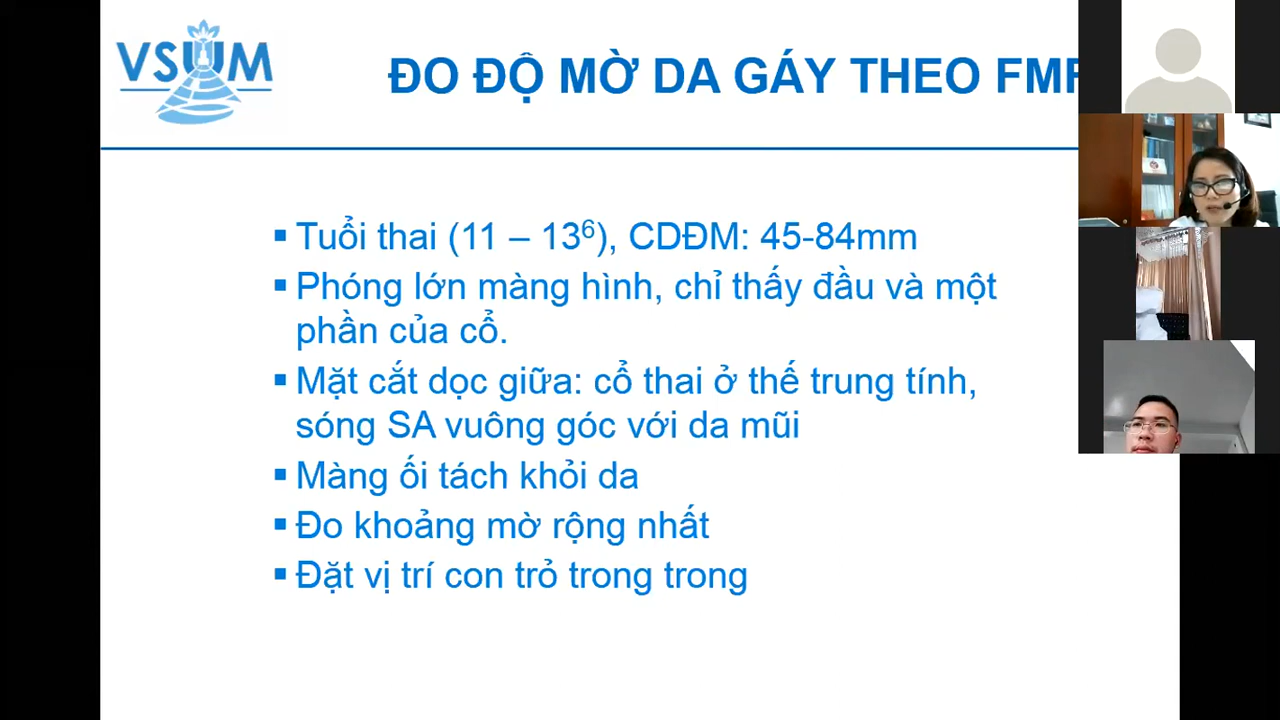 VSUM
ĐO ĐỘ MỜ DA GÁY THEO FMF
Tuổi thai (11 – 13⁶), CDĐM: 45-84mm
Phóng lớn màng hình, chỉ thấy đầu và một
phần của cổ.
Mặt cắt dọc giữa: cổ thai ở thế trung tính,
sóng SA vuông góc với da mũi
Màng ối tách khỏi da
Đo khoảng mờ rộng nhất
Đặt vị trí con trỏ trong trong